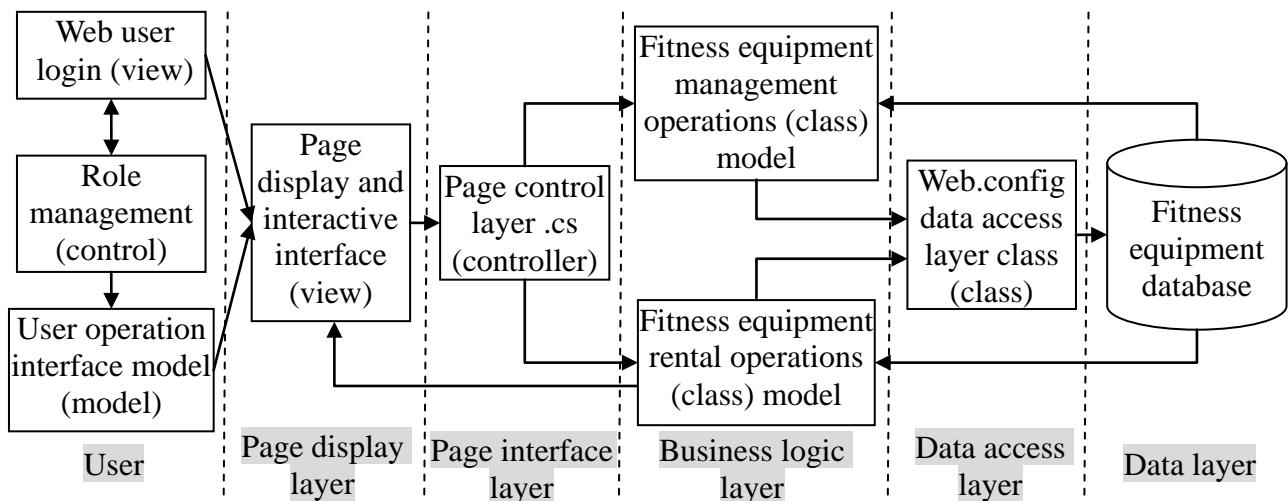 Web user
login (view)
Role
management
(control)
User operation
interface model
(model)
User
Page
display and
interactive
interface
(view)
Page display
layer
Page control
layer .cs
(controller)
Page interface
layer
Fitness equipment
management
operations (class)
model
Fitness equipment
rental operations
(class) model
Business logic
layer
Web.config
data access
layer class
(class)
Data access
layer
Fitness
equipment
database
Data layer